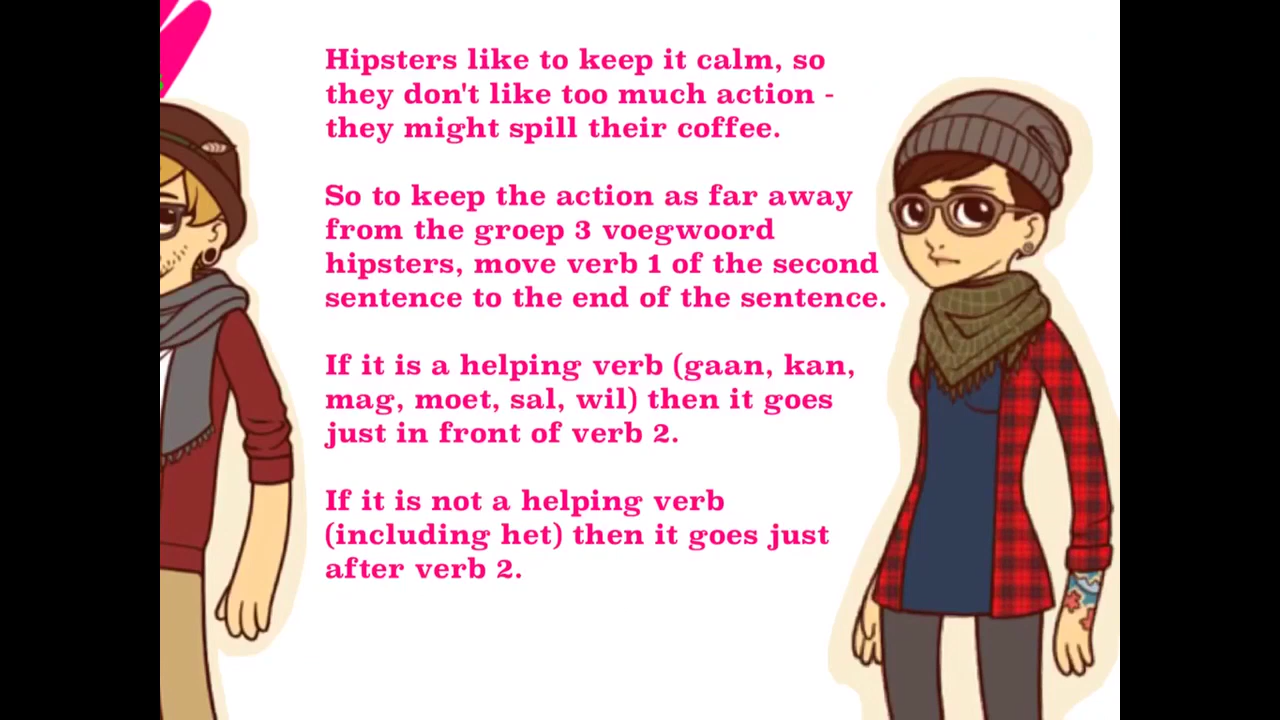 Hipsters like to keep it calm, so
they don't like too much action -
they might spill their coffee.
So to keep the action as far away
from the groep 3 voegwoord
hipsters, move verb 1 of the second
sentence to the end of the sentence.
If it is a helping verb (gaan, kan,
mag, moet, sal, wil) then it goes
just in front of verb 2.
If it is not a helping verb
(including het) then it goes just
after verb 2.